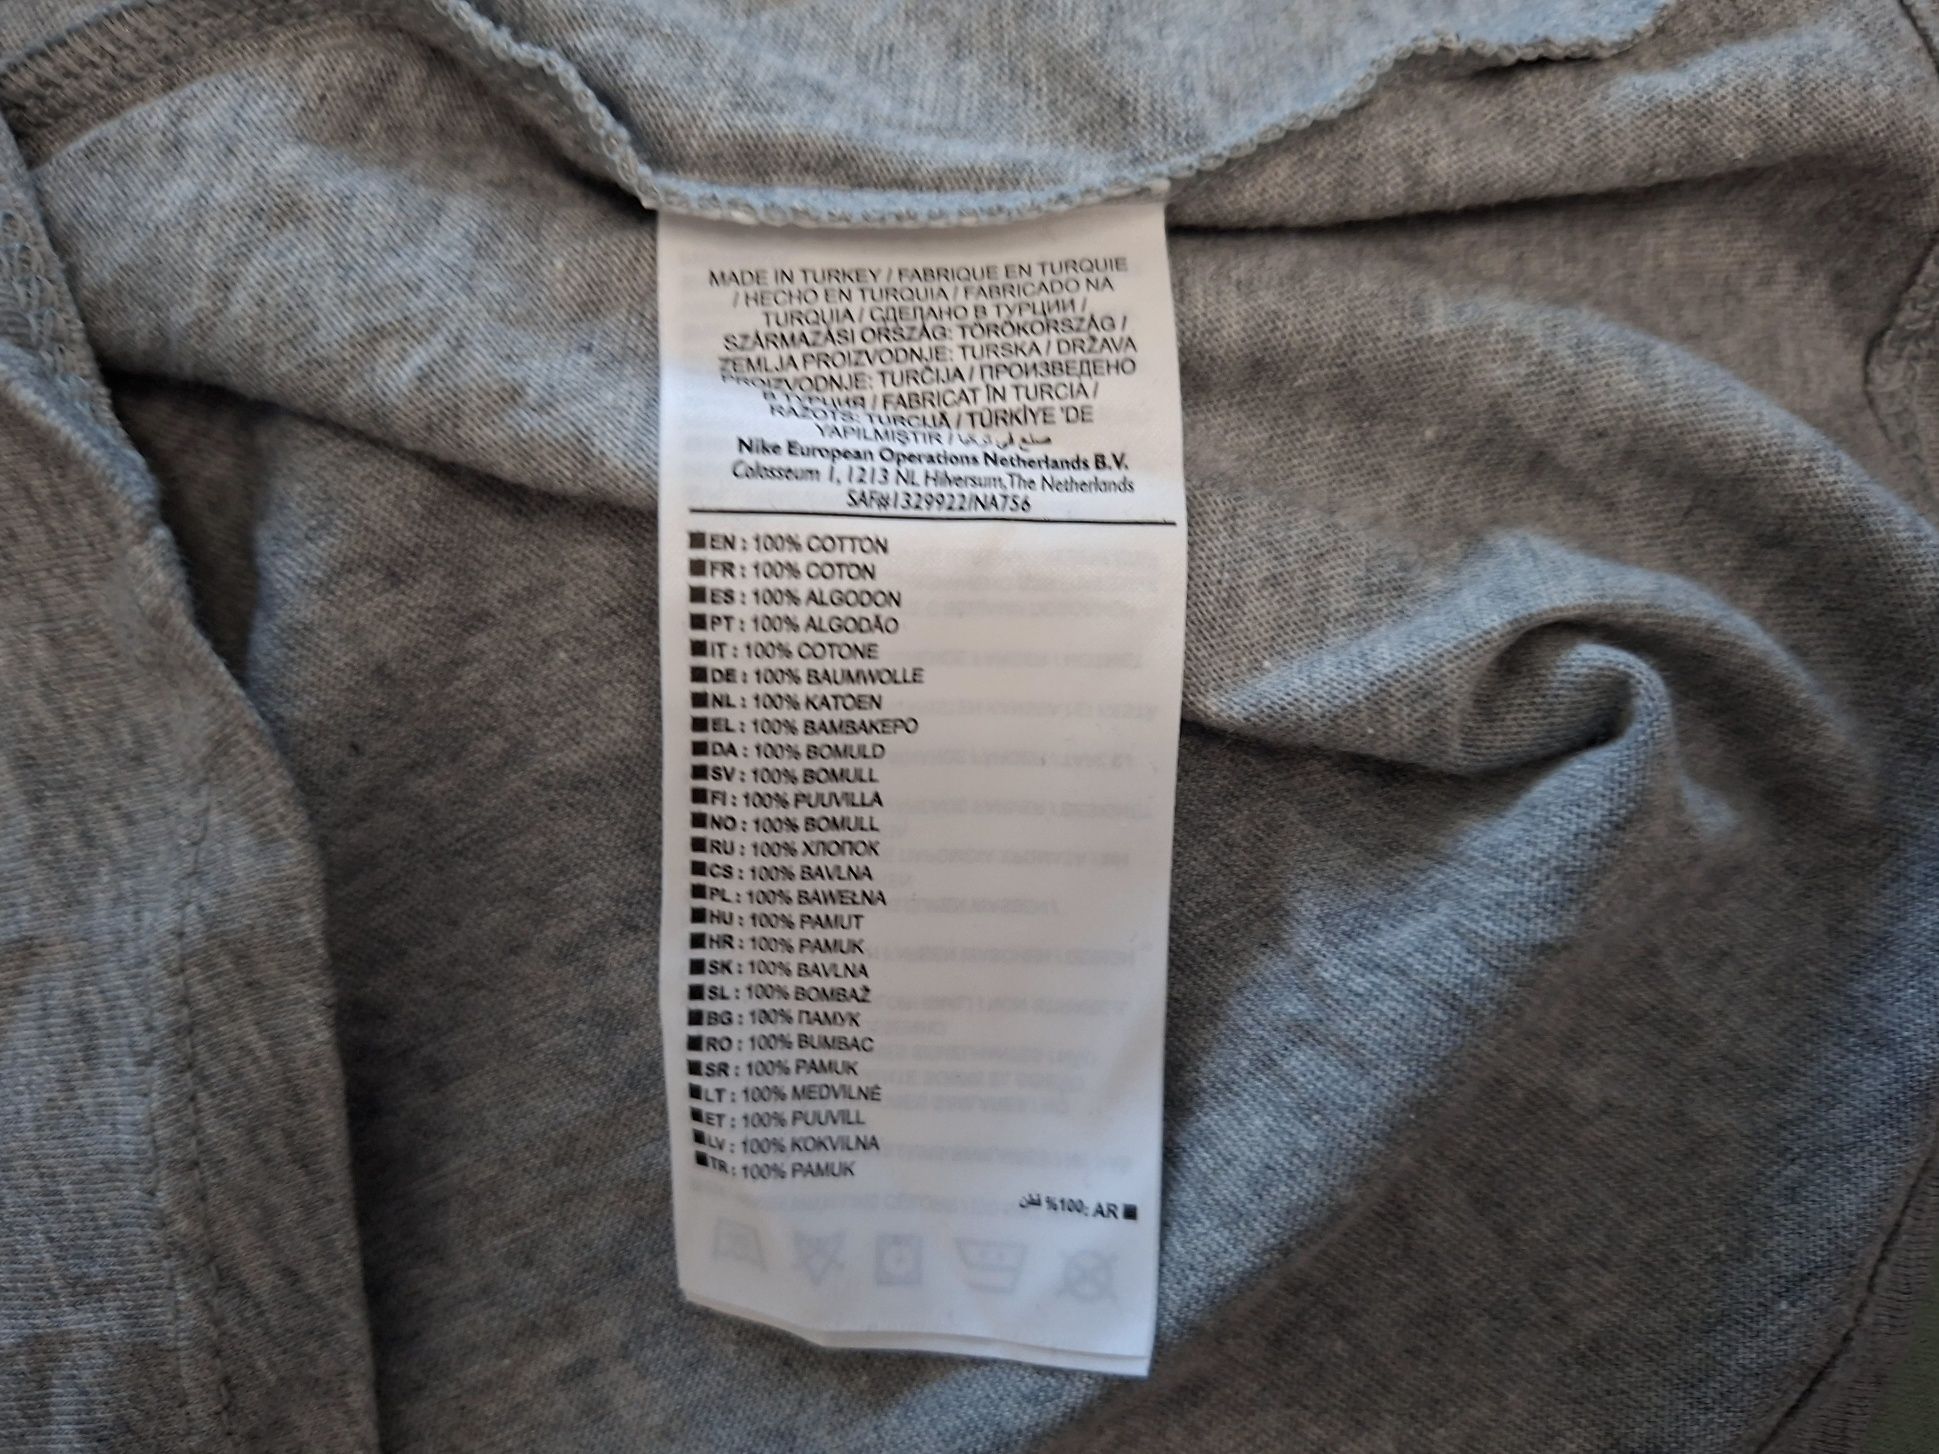 MADE IN TURKEY / FABRIQUE EN TURQUIE
/ HECHO EN TURQUIA / FABRICADO NA
TURQUIA / СДЕЛАНО В ТУРЦИИ /
SZÁRMAZÁSI ORSZÁG: TÖRÖKORSZÁG /
ZEMLJA PROIZVODNJE: TURSKA / DRŽAVA
PROIZVODNJE: TURČIJA / ПРОИЗВЕДЕНО
В ТУРЦИЯ / FABRICAT ÎN TURCIA /
RAŽOTS: TURCIJĀ / TÜRKİYE 'DE
YAPILMIŞTIR / صنع في تركيا
Nike European Operations Netherlands B.V.
Colosseum 1, 1213 NL Hilversum, The Netherlands
SAF#1329922/NA756
EN : 100% COTTON
FR : 100% COTON
ES : 100% ALGODON
PT : 100% ALGODÃO
IT : 100% COTONE
DE : 100% BAUMWOLLE
NL : 100% KATOEN
EL : 100% ΒΑΜΒΑΚΕΡΟ
DA : 100% BOMULD
SV : 100% BOMULL
FI : 100% PUUVILLA
NO : 100% BOMULL
RU : 100% ХЛОПОК
CS : 100% BAVLNA
PL : 100% BAWEŁNA
HU : 100% PAMUT
HR : 100% PAMUK
SK : 100% BAVLNA
SL : 100% BOMBAŽ
BG : 100% ПАМУК
RO : 100% BUMBAC
SR : 100% PAMUK
LT : 100% MEDVILNĖ
ET : 100% PUUVILL
LV : 100% KOKVILNA
TR : 100% PAMUK
AR :100% قطن